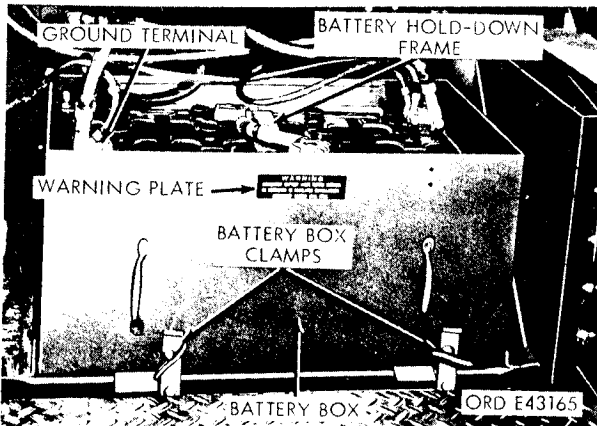 GROUND TERMINAL
BATTERY HOLD-DOWN
FRAME
WARNING PLATE
WARNING
BATTERY BOX
CLAMPS
BATTERY BOX
ORD E43165